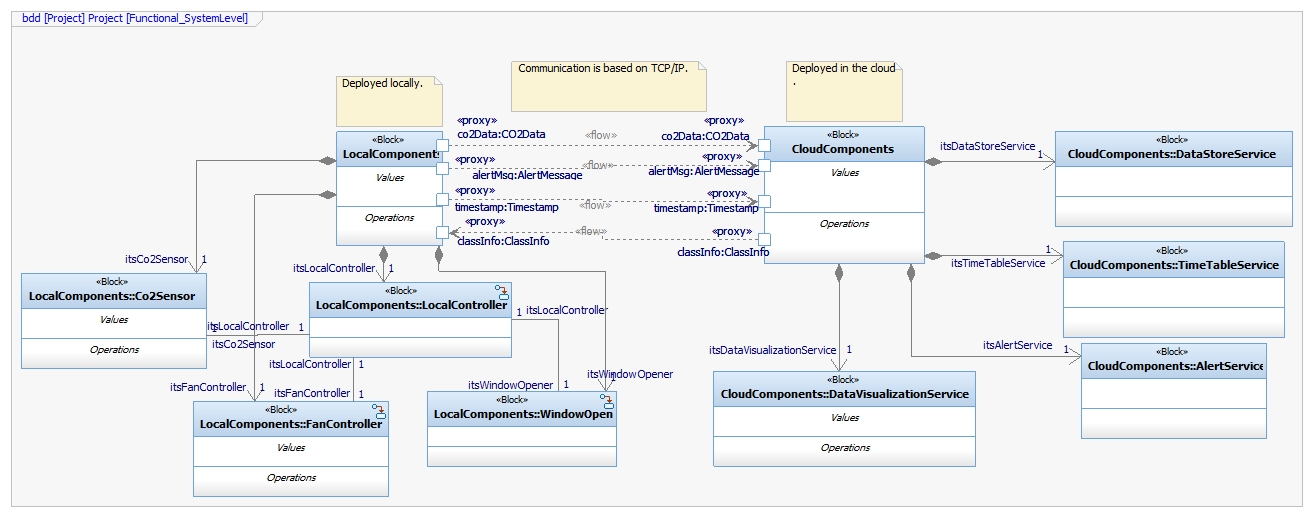 bdd [Project] Project [Functional_SystemLevel]
Deployed locally.
Communication is based on TCP/IP.
Deployed in the cloud
.
«Block»
LocalComponents
Values
Operations
«proxy»
co2Data:CO2Data
«flow»
«proxy»
co2Data:CO2Data
«proxy»
alertMsg:AlertMessage
«flow»
«proxy»
alertMsg:AlertMessage
«proxy»
timestamp:Timestamp
«flow»
«proxy»
timestamp:Timestamp
«proxy»
classInfo:ClassInfo
«flow»
«proxy»
classInfo:ClassInfo
«Block»
CloudComponents
Values
Operations
itsDataStoreService 1
«Block»
CloudComponents::DataStoreService
itsTimeTableService 1
«Block»
CloudComponents::TimeTableService
itsAlertService 1
«Block»
CloudComponents::AlertService
itsDataVisualizationService 1
«Block»
CloudComponents::DataVisualizationService
Values
Operations
itsCo2Sensor 1
«Block»
LocalComponents::Co2Sensor
Values
Operations
itsLocalController 1
«Block»
LocalComponents::LocalController
itsLocalController 1
1
itsCo2Sensor
1 itsLocalController
itsLocalController 1
itsFanController 1
itsFanController 1
«Block»
LocalComponents::FanController
Values
Operations
itsWindowOpener 1
itsWindowOpener
1
«Block»
LocalComponents::WindowOpen